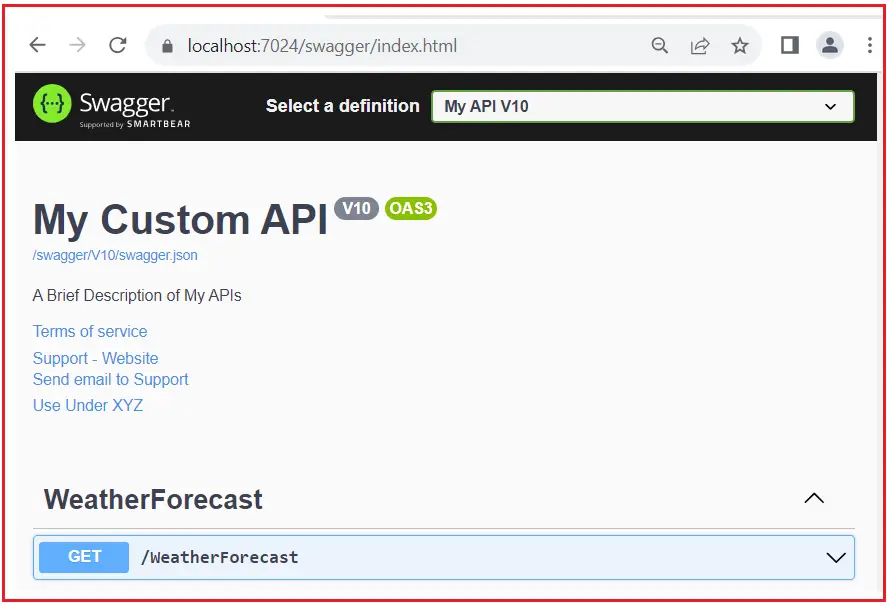 localhost:7024/swagger/index.html
Swagger.
Supported by SMARTBEAR
Select a definition
My API V10
My Custom API V10 OAS3
/swagger/V10/swagger.json
A Brief Description of My APIs
Terms of service
Support - Website
Send email to Support
Use Under XYZ
WeatherForecast
GET /WeatherForecast